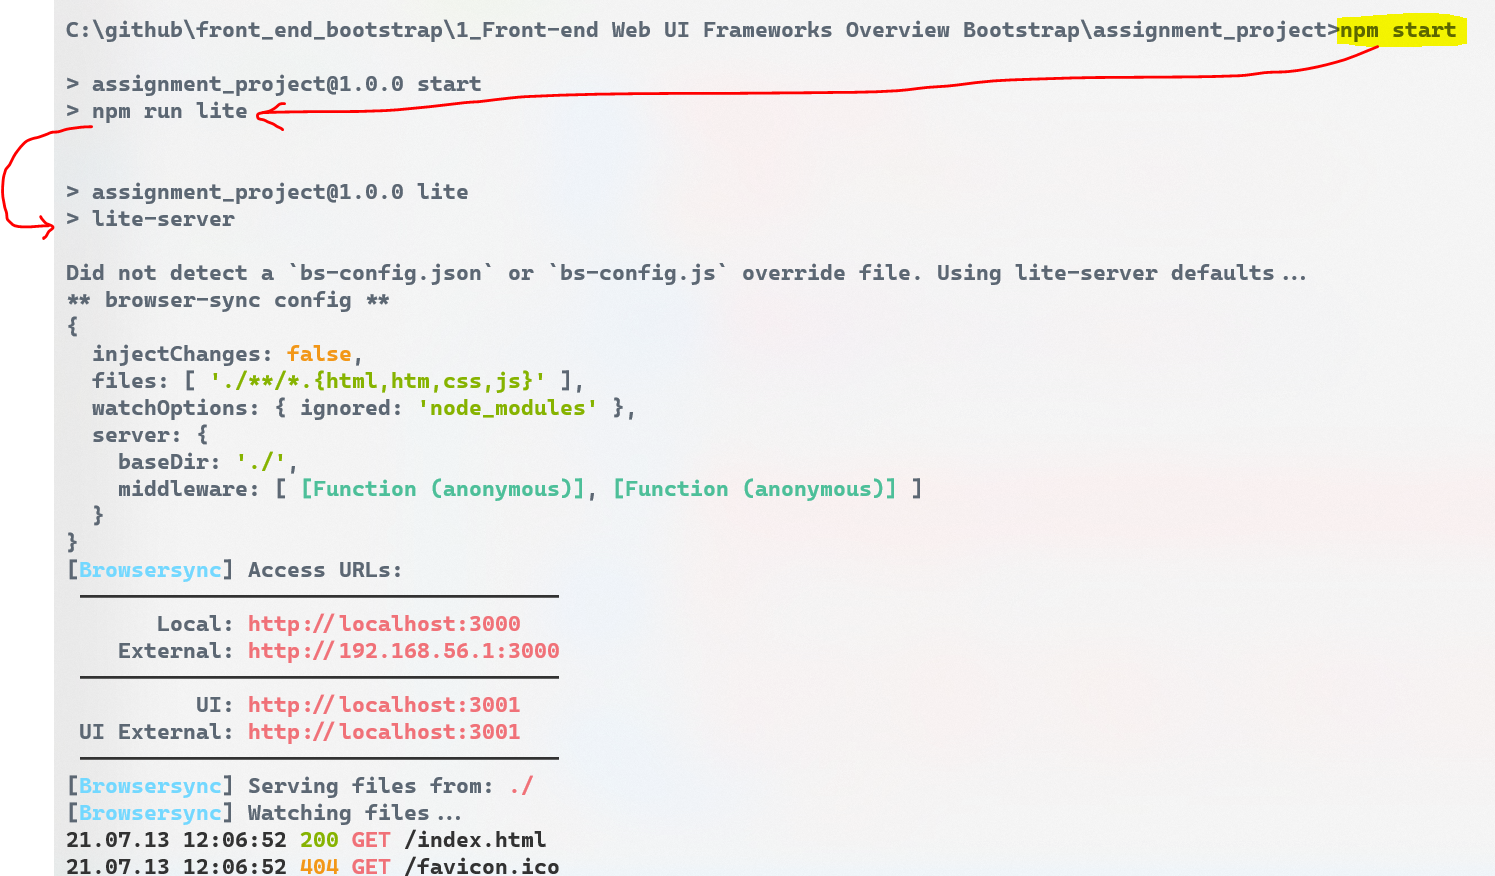 C:\github\front_end_bootstrap\1_Front-end Web UI Frameworks Overview Bootstrap\assignment_project>npm start
> assignment_project@1.0.0 start
> npm run lite
> assignment_project@1.0.0 lite
> lite-server
Did not detect a `bs-config.json` or `bs-config.js` override file. Using lite-server defaults...
** browser-sync config **
{
  injectChanges: false,
  files: [ './**/*.{html,htm,css,js}' ],
  watchOptions: { ignored: 'node_modules' },
  server: {
    baseDir: './',
    middleware: [ [Function (anonymous)], [Function (anonymous)] ]
  }
}
[Browsersync] Access URLs:
Local: http://localhost:3000
External: http://192.168.56.1:3000
UI: http://localhost:3001
UI External: http://localhost:3001
[Browsersync] Serving files from: ./
[Browsersync] Watching files...
21.07.13 12:06:52 200 GET /index.html
21.07.13 12:06:52 404 GET /favicon.ico